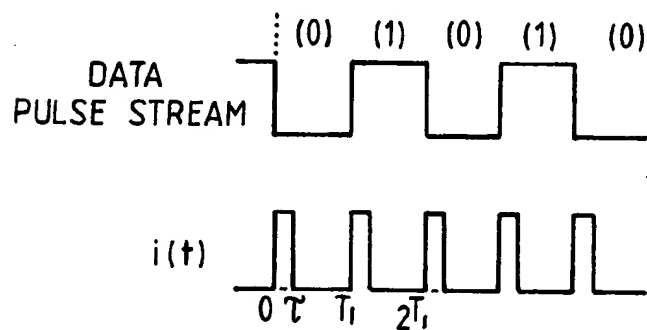 (0) (1) (0) (1) (0)
DATA
PULSE STREAM
i(t)
0 τ T₁ 2T₁